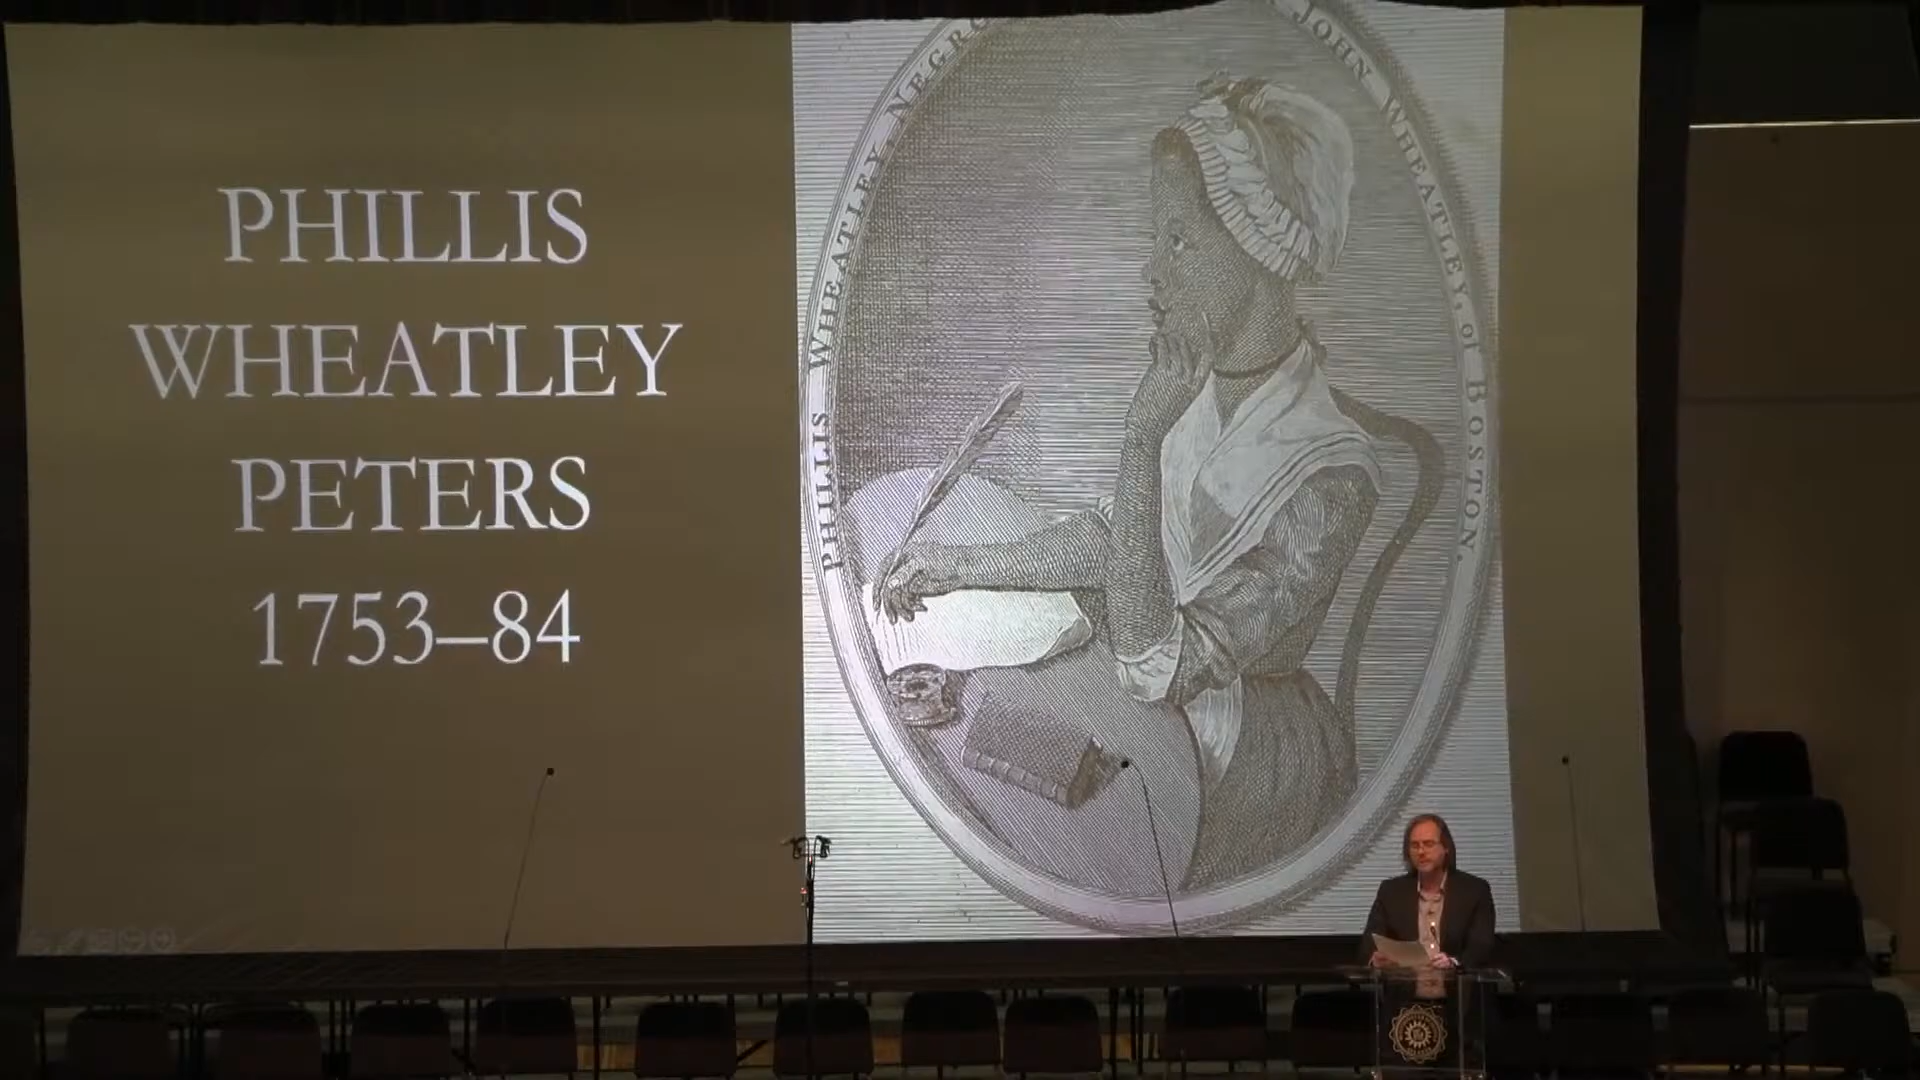 PHILLIS
WHEATLEY
PETERS
1753–84
PHILLIS WHEATLEY, NEGRO
JOHN WHEATLEY, of BOSTON.